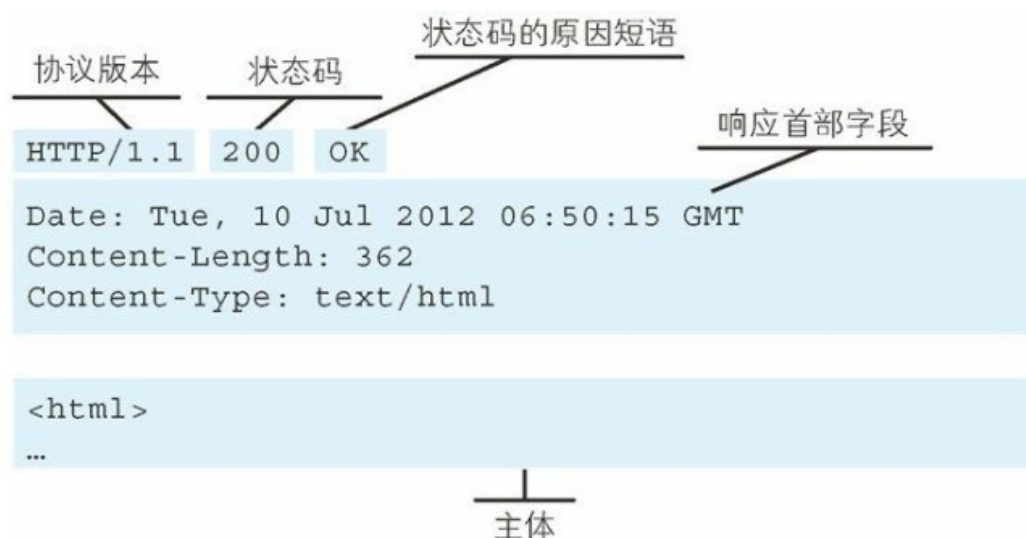 状态码的原因短语
协议版本 状态码
响应首部字段
HTTP/1.1 200 OK
Date: Tue, 10 Jul 2012 06:50:15 GMT
Content-Length: 362
Content-Type: text/html
<html>
…
主体